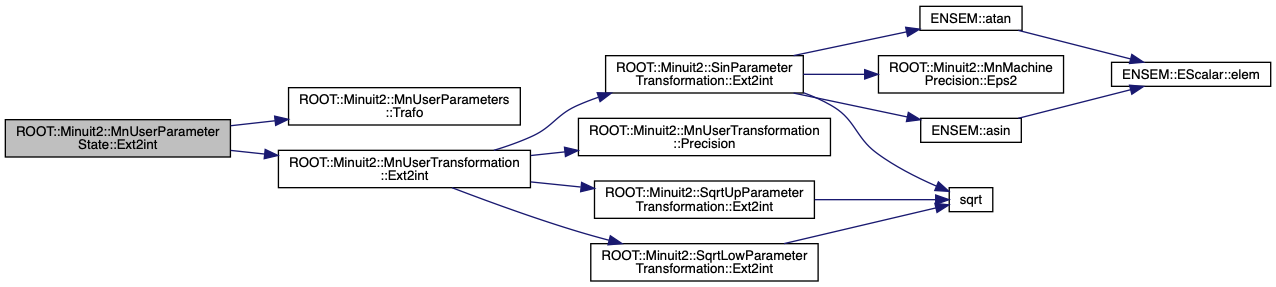 ROOT::Minuit2::MnUserParameter
State::Ext2int
ROOT::Minuit2::MnUserParameters
::Trafo
ROOT::Minuit2::MnUserTransformation
::Ext2int
ROOT::Minuit2::SinParameter
Transformation::Ext2int
ROOT::Minuit2::MnUserTransformation
::Precision
ROOT::Minuit2::SqrtUpParameter
Transformation::Ext2int
ROOT::Minuit2::SqrtLowParameter
Transformation::Ext2int
ENSEM::atan
ROOT::Minuit2::MnMachine
Precision::Eps2
ENSEM::asin
sqrt
ENSEM::EScalar::elem